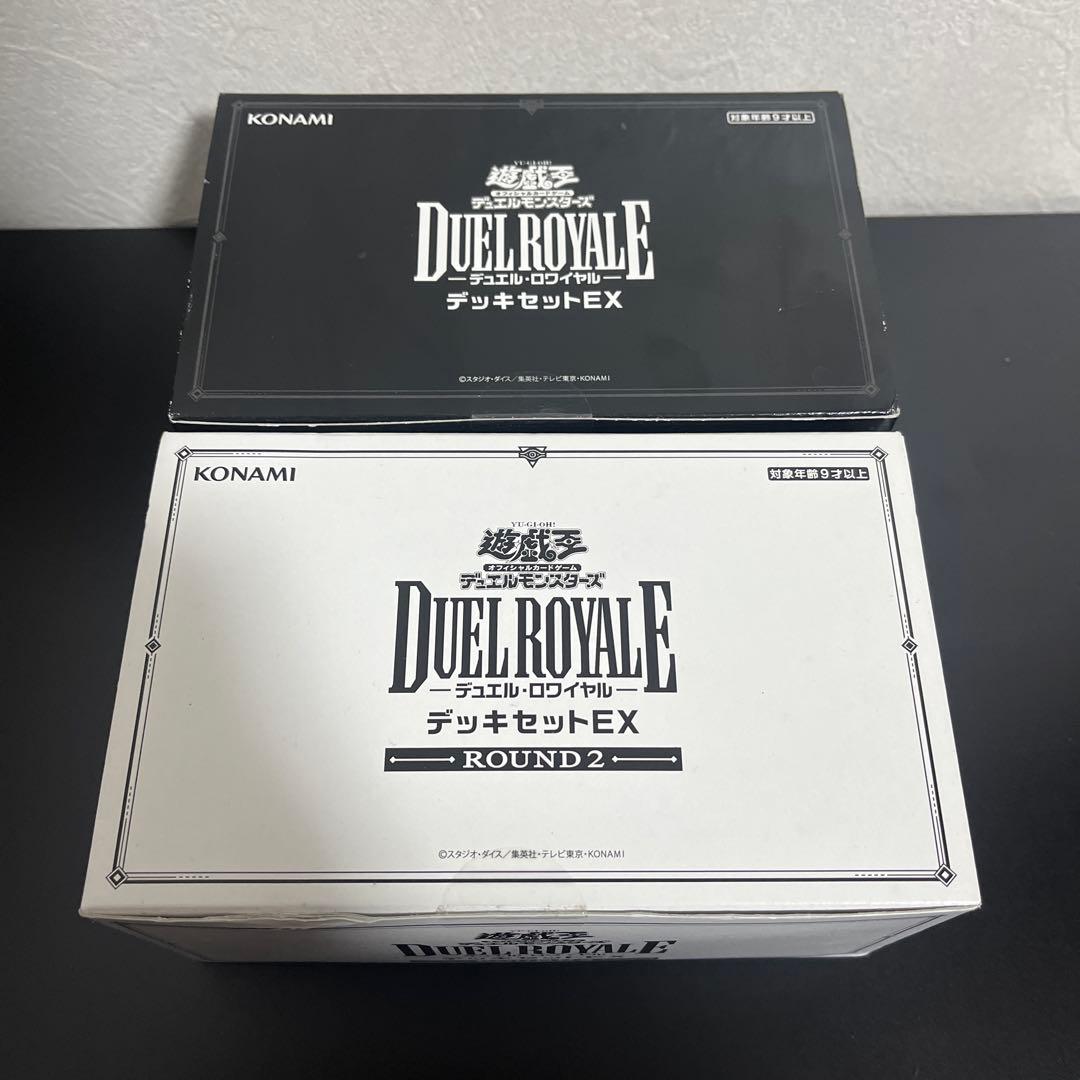 KONAMI
対象年齢9才以上
YU-GI-OH!
遊戯王
オフィシャルカードゲーム
デュエルモンスターズ
DUEL ROYALE
デュエル・ロワイヤル
デッキセットEX
©スタジオ・ダイス/集英社・テレビ東京・KONAMI
KONAMI
対象年齢9才以上
YU-GI-OH!
遊戯王
オフィシャルカードゲーム
デュエルモンスターズ
DUEL ROYALE
デュエル・ロワイヤル
デッキセットEX
ROUND 2
©スタジオ・ダイス/集英社・テレビ東京・KONAMI
遊戯王
DUEL ROYALE